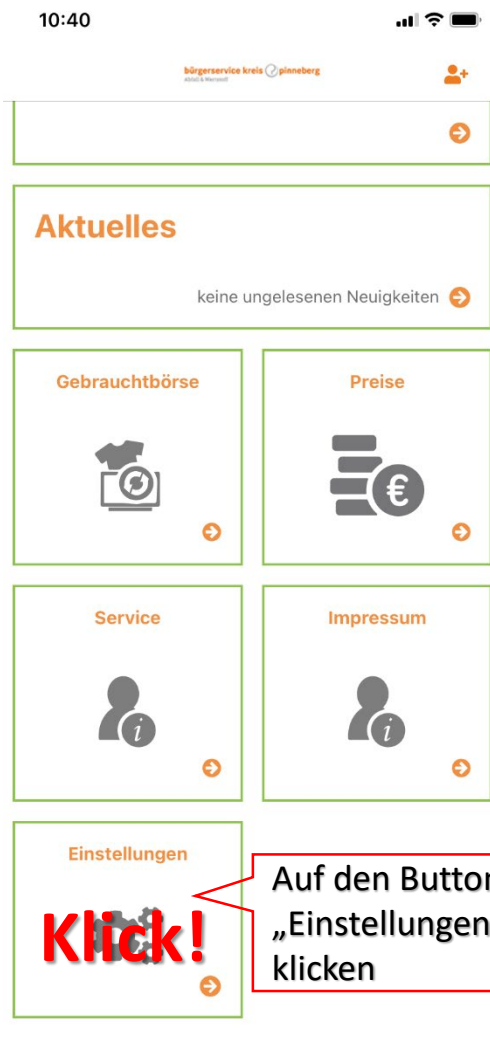 10:40
bürgerservice kreis pinneberg
Aktuelles
keine ungelesenen Neuigkeiten
Gebrauchtbörse
Preise
€
Service
Impressum
i
i
Einstellungen
Klick!
Auf den Button
„Einstellungen
klicken